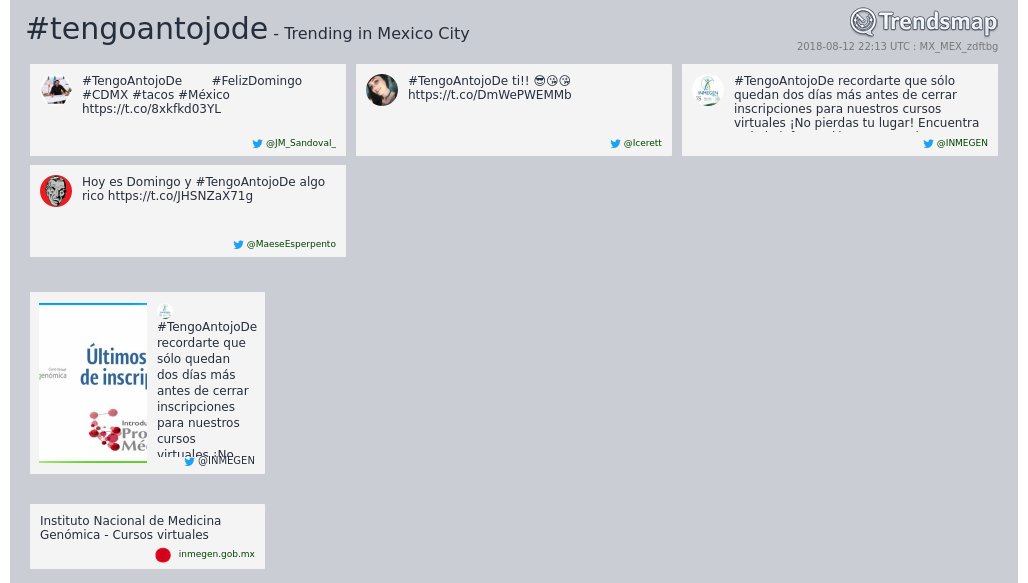 #tengoantojode - Trending in Mexico City
Trendsmap
2018-08-12 22:13 UTC : MX_MEX_zdftbg
#TengoAntojoDe #FelizDomingo
#CDMX #tacos #México
https://t.co/8xkfkd03YL
@JM_Sandoval_
#TengoAntojoDe ti!! 😎😘😘
https://t.co/DmWePWEMMb
@Icerett
#TengoAntojoDe recordarte que sólo
quedan dos días más antes de cerrar
inscripciones para nuestros cursos
virtuales ¡No pierdas tu lugar! Encuentra
@INMEGEN
Hoy es Domingo y #TengoAntojoDe algo
rico https://t.co/JHSNZaX71g
@MaeseEsperpento
Últimos
de inscrip
genómica
Introdu
Pro
Mé
#TengoAntojoDe
recordarte que
sólo quedan
dos días más
antes de cerrar
inscripciones
para nuestros
cursos
virtuales ¡No
@INMEGEN
Instituto Nacional de Medicina
Genómica - Cursos virtuales
inmegen.gob.mx